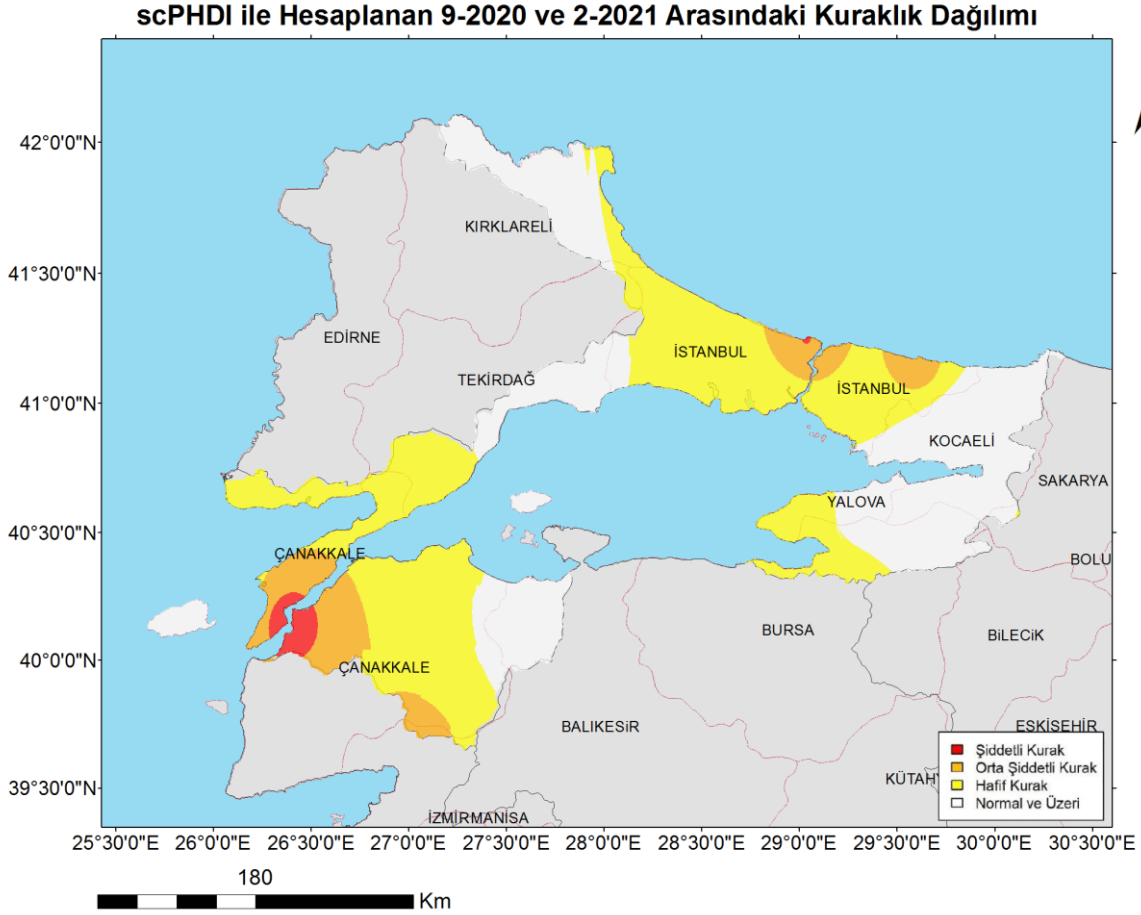 scPHDI ile Hesaplanan 9-2020 ve 2-2021 Arasındaki Kuraklık Dağılımı
42°0'0"N
41°30'0"N
41°0'0"N
40°30'0"N
40°0'0"N
39°30'0"N
KIRKLARELİ
EDİRNE
İSTANBUL
TEKİRDAĞ
İSTANBUL
KOCAELİ
SAKARYA
YALOVA
ÇANAKKALE
BOLU
BURSA
BiLECiK
ÇANAKKALE
BALIKESiR
ESKİSEHİR
KÜTAHY
İZMİRMANİSA
Şiddetli Kurak
Orta Şiddetli Kurak
Hafif Kurak
Normal ve Üzeri
25°30'0"E 26°0'0"E 26°30'0"E 27°0'0"E 27°30'0"E 28°0'0"E 28°30'0"E 29°0'0"E 29°30'0"E 30°0'0"E 30°30'0"E
180
Km